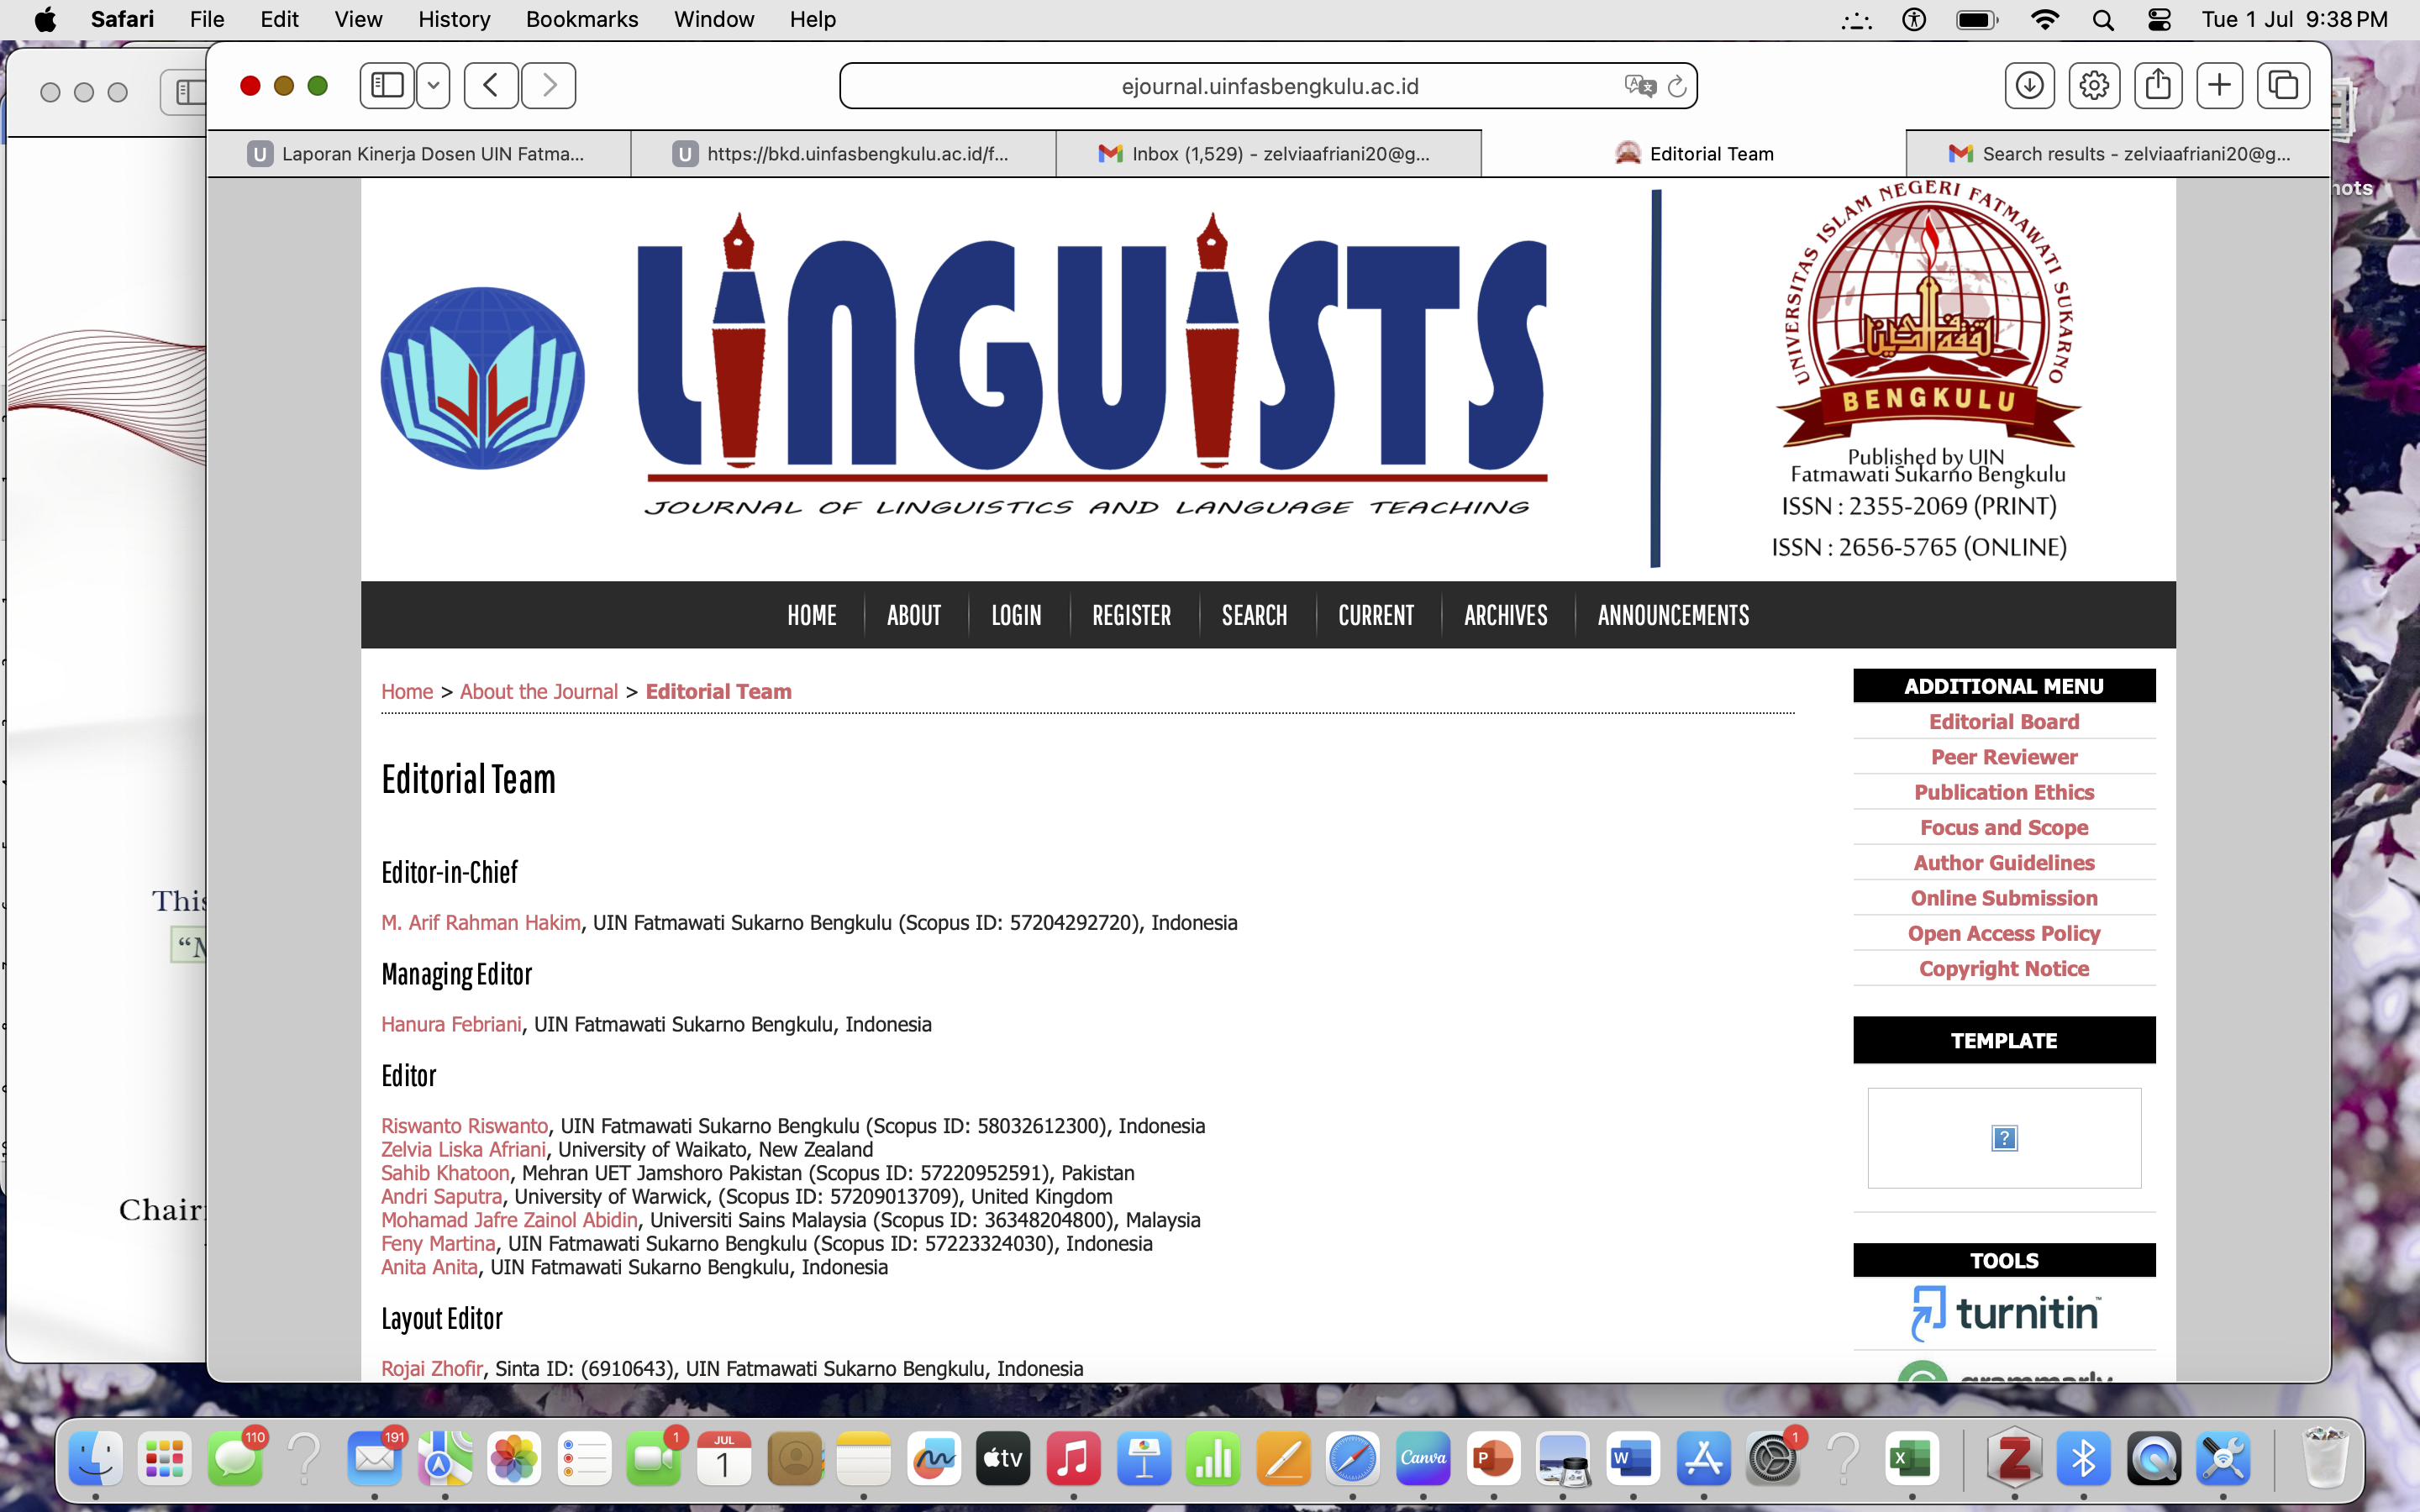 Safari File Edit View History Bookmarks Window Help
Tue 1 Jul 9:38 PM
ejournal.uinfasbengkulu.ac.id
U Laporan Kinerja Dosen UIN Fatma...
U https://bkd.uinfasbengkulu.ac.id/f...
Inbox (1,529) - zelviaafriani20@g...
Editorial Team
Search results - zelviaafriani20@g...
LiNGUiSTS
JOURNAL OF LINGUISTICS AND LANGUAGE TEACHING
UNIVERSITAS ISLAM NEGERI FATMAWATI SUKARNO
BENGKULU
Published by UIN
Fatmawati Sukarno Bengkulu
ISSN : 2355-2069 (PRINT)
ISSN : 2656-5765 (ONLINE)
HOME ABOUT LOGIN REGISTER SEARCH CURRENT ARCHIVES ANNOUNCEMENTS
Home > About the Journal > Editorial Team
Editorial Team
Editor-in-Chief
M. Arif Rahman Hakim, UIN Fatmawati Sukarno Bengkulu (Scopus ID: 57204292720), Indonesia
Managing Editor
Hanura Febriani, UIN Fatmawati Sukarno Bengkulu, Indonesia
Editor
Riswanto Riswanto, UIN Fatmawati Sukarno Bengkulu (Scopus ID: 58032612300), Indonesia
Zelvia Liska Afriani, University of Waikato, New Zealand
Sahib Khatoon, Mehran UET Jamshoro Pakistan (Scopus ID: 57220952591), Pakistan
Andri Saputra, University of Warwick, (Scopus ID: 57209013709), United Kingdom
Mohamad Jafre Zainol Abidin, Universiti Sains Malaysia (Scopus ID: 36348204800), Malaysia
Feny Martina, UIN Fatmawati Sukarno Bengkulu (Scopus ID: 57223324030), Indonesia
Anita Anita, UIN Fatmawati Sukarno Bengkulu, Indonesia
Layout Editor
Rojai Zhofir, Sinta ID: (6910643), UIN Fatmawati Sukarno Bengkulu, Indonesia
ADDITIONAL MENU
Editorial Board
Peer Reviewer
Publication Ethics
Focus and Scope
Author Guidelines
Online Submission
Open Access Policy
Copyright Notice
TEMPLATE
?
TOOLS
turnitin
This
“M
Chair
110
191
1
JUL
1
tv
Canva
P
W
1
X
Z